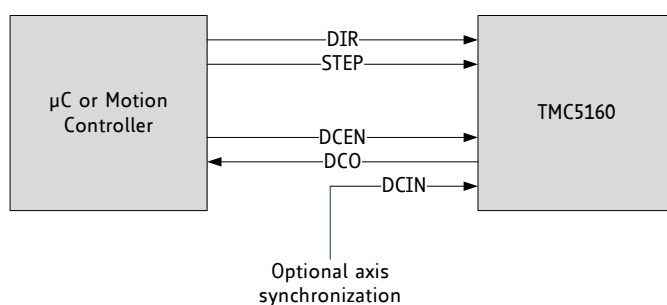 DIR
STEP
µC or Motion
Controller
TMC5160
DCEN
DCO
DCIN
Optional axis
synchronization